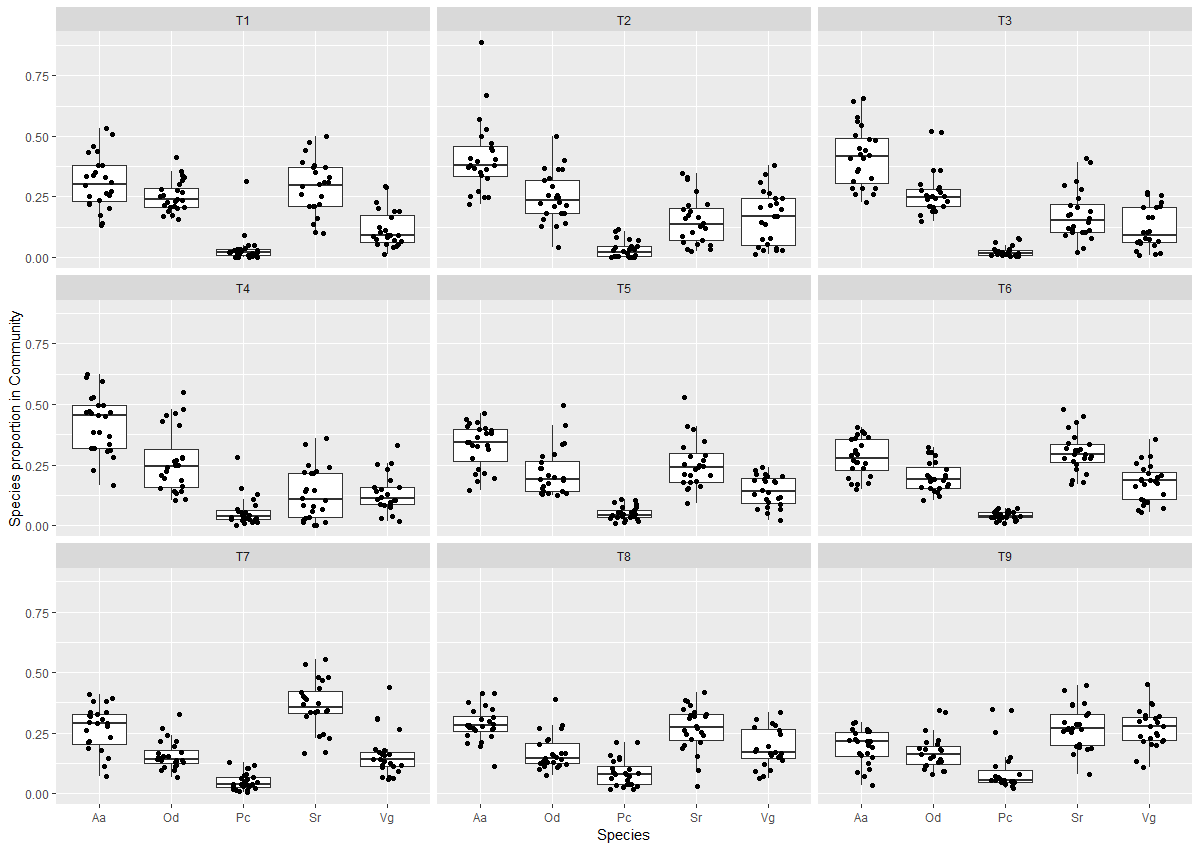 T1 T2 T3
0.75
0.50
0.25
0.00
T4 T5 T6
0.75
0.50
0.25
0.00
T7 T8 T9
0.75
0.50
0.25
0.00
Aa Od Pc Sr Vg Aa Od Pc Sr Vg Aa Od Pc Sr Vg
Species
Species proportion in Community